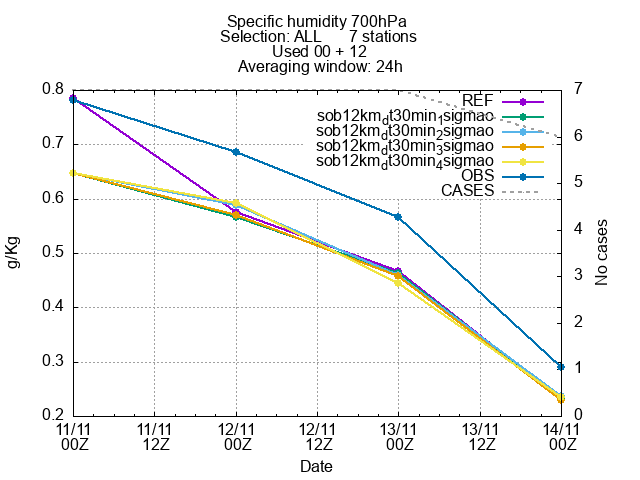 Specific humidity 700hPa
Selection: ALL 7 stations
Used 00 + 12
Averaging window: 24h
REF
sob12km_dt30min_1sigmao
sob12km_dt30min_2sigmao
sob12km_dt30min_3sigmao
sob12km_dt30min_4sigmao
OBS
CASES
0.8
0.7
0.6
0.5
0.4
0.3
0.2
g/Kg
7
6
5
4
3
2
1
0
No cases
11/11 11/11 12/11 12/11 13/11 13/11 14/11
00Z 12Z 00Z 12Z 00Z 12Z 00Z
Date